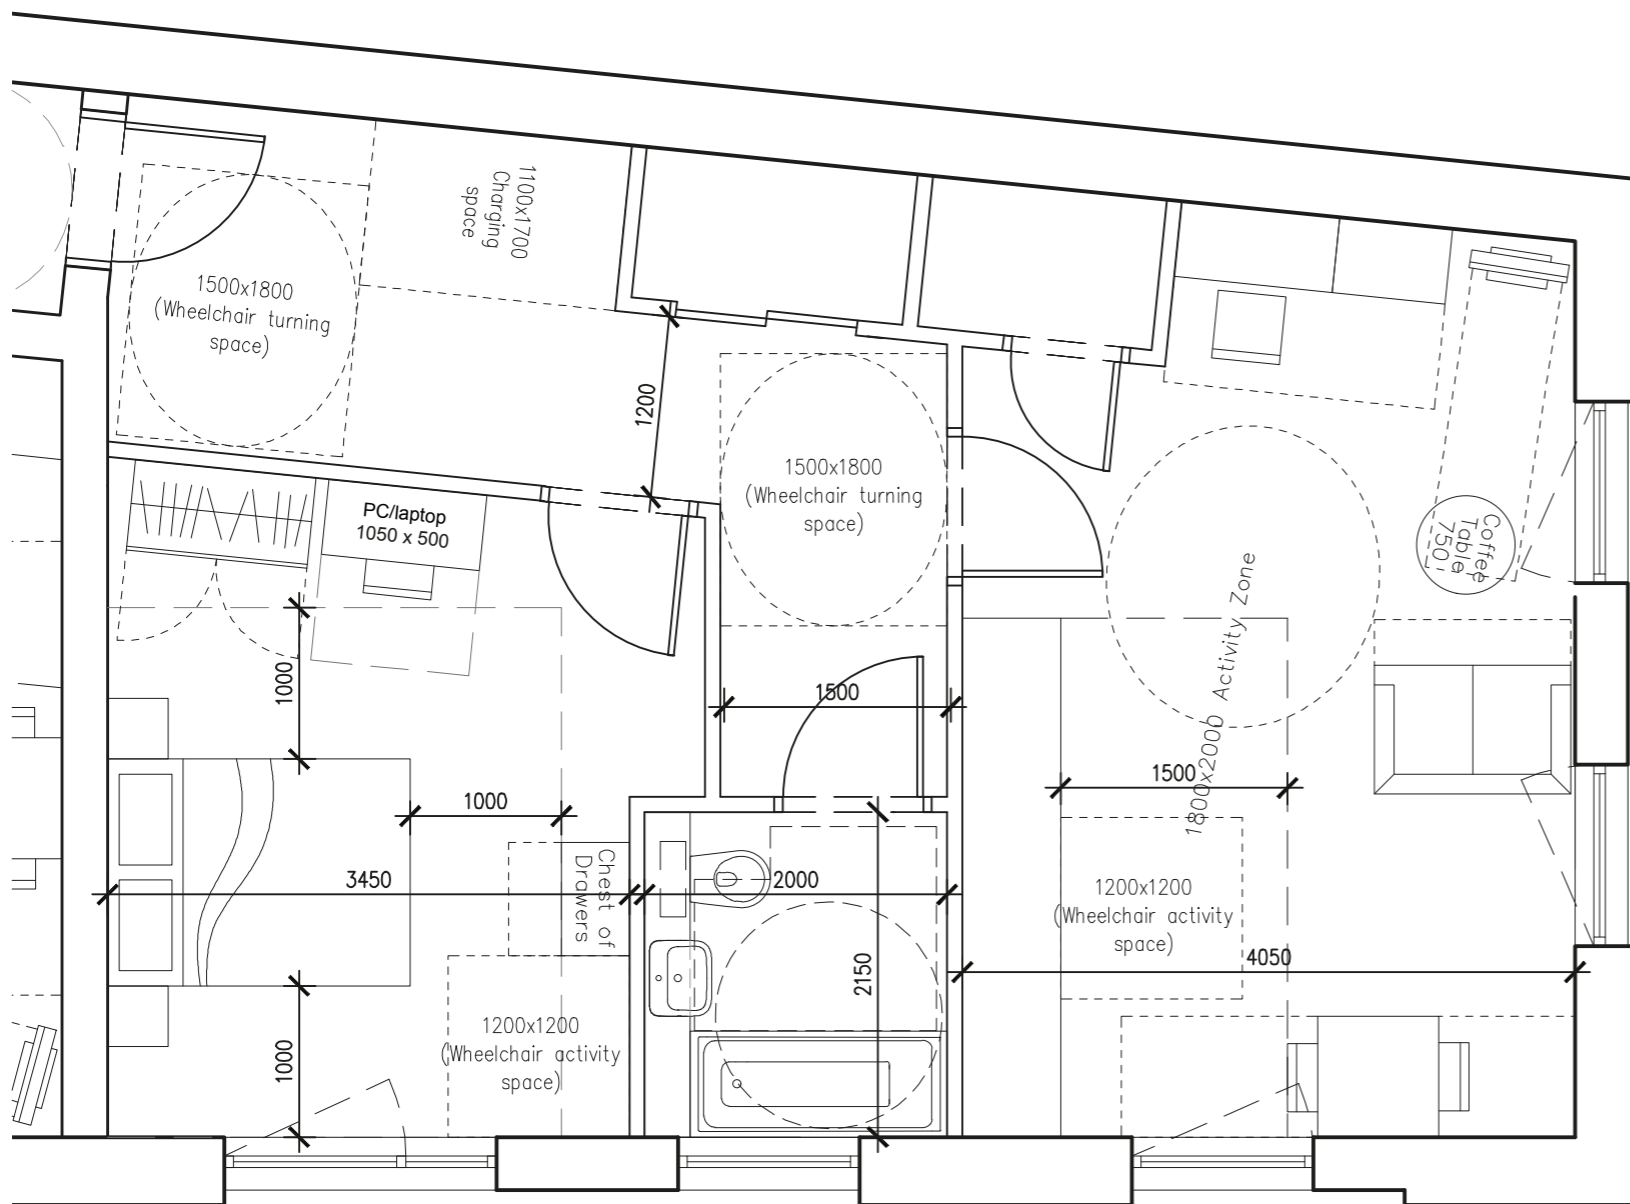 1100x1700
Charging
space
1500x1800
(Wheelchair turning
space)
1200
1500x1800
(Wheelchair turning
space)
PC/laptop
1050 x 500
Coffee
Table
750
1800x2000 Activity Zone
1000
1500
1500
1000
3450
Chest of
Drawers
2000
1200x1200
(Wheelchair activity
space)
4050
2150
1200x1200
(Wheelchair activity
space)
1000